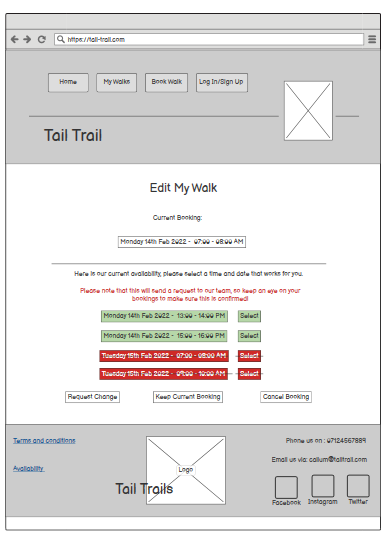 https://tail-trail.com
Home
My Walks
Book Walk
Log In/Sign Up
Tail Trail
Edit My Walk
Current Booking:
Monday 14th Feb 2022 - 07:00 - 08:00 AM
Here is our current availability, please select a time and date that works for you.
Please note that this will send a request to our team, so keep an eye on your
bookings to make sure this is confirmed!
Monday 14th Feb 2022 - 13:00 - 14:00 PM
Select
Monday 14th Feb 2022 - 15:00 - 16:00 PM
Select
Tuesday 15th Feb 2022 - 07:00 - 08:00 AM
Select
Tuesday 15th Feb 2022 - 09:00 - 10:00 AM
Select
Request Change
Keep Current Booking
Cancel Booking
Terms and conditions
Availability
Logo
Tail Trails
Phone us on : 07124567889
Email us via: callum@tailtrail.com
Facebook
Instagram
Twitter